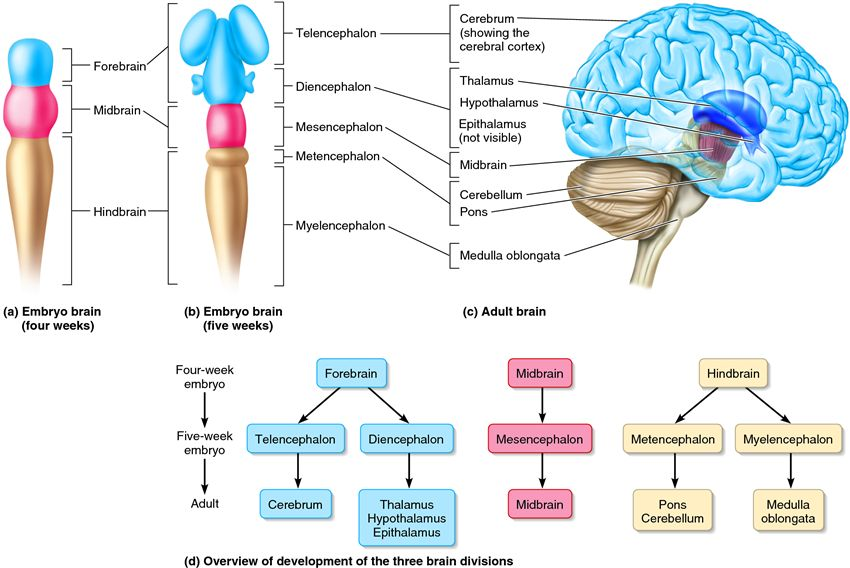 Forebrain
Midbrain
Hindbrain
(a) Embryo brain
(four weeks)
Telencephalon
Diencephalon
Mesencephalon
Metencephalon
Myelencephalon
(b) Embryo brain
(five weeks)
Cerebrum
(showing the
cerebral cortex)
Thalamus
Hypothalamus
Epithalamus
(not visible)
Midbrain
Cerebellum
Pons
Medulla oblongata
(c) Adult brain
Four-week
embryo
Forebrain
Midbrain
Hindbrain
Five-week
embryo
Telencephalon
Diencephalon
Mesencephalon
Metencephalon
Myelencephalon
Adult
Cerebrum
Thalamus
Hypothalamus
Epithalamus
Midbrain
Pons
Cerebellum
Medulla
oblongata
(d) Overview of development of the three brain divisions